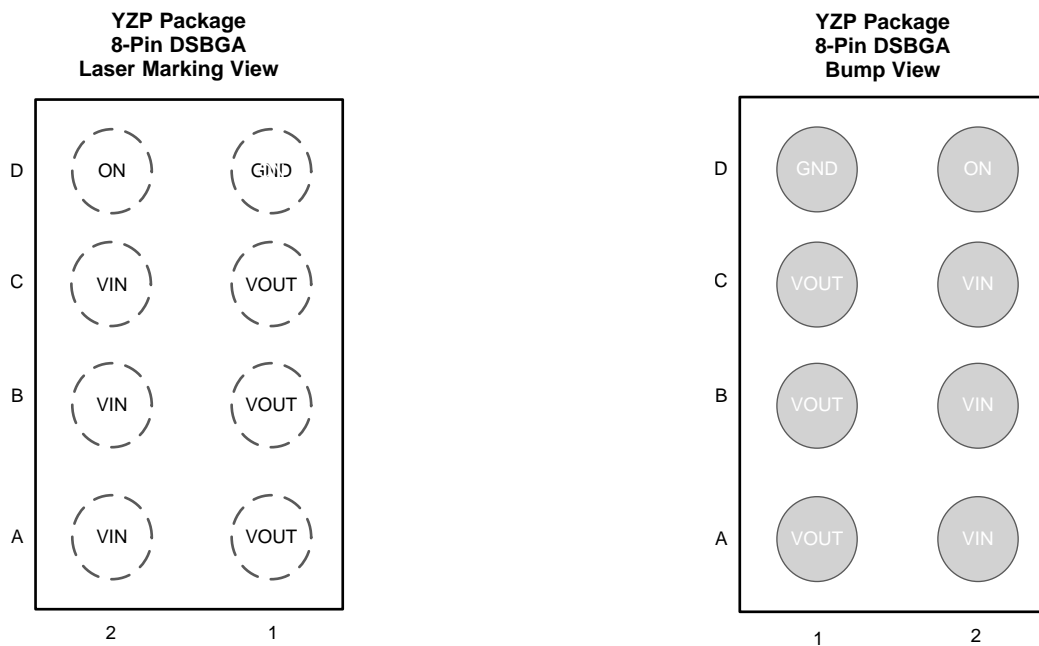 YZP Package
8-Pin DSBGA
Laser Marking View
D
ON
GND
C
VIN
VOUT
B
VIN
VOUT
A
VIN
VOUT
2
1
YZP Package
8-Pin DSBGA
Bump View
D
GND
ON
C
VOUT
VIN
B
VOUT
VIN
A
VOUT
VIN
1
2